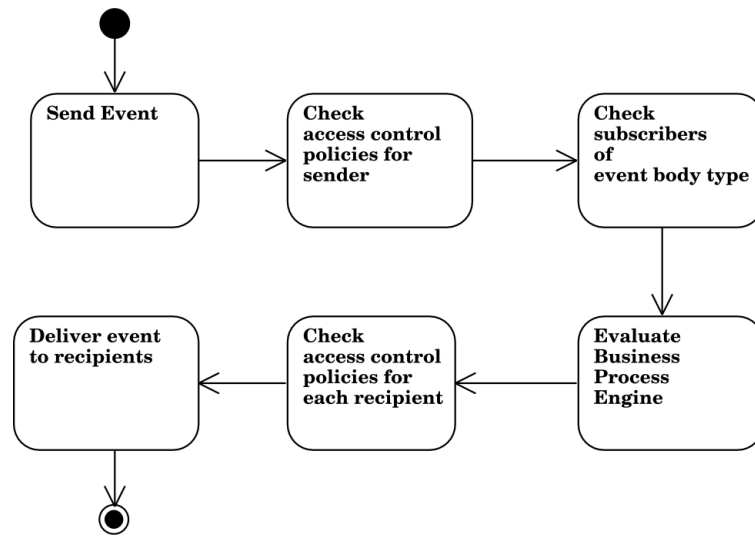 Send Event
Check
access control
policies for
sender
Check
subscribers
of
event body type
Deliver event
to recipients
Check
access control
policies for
each recipient
Evaluate
Business
Process
Engine